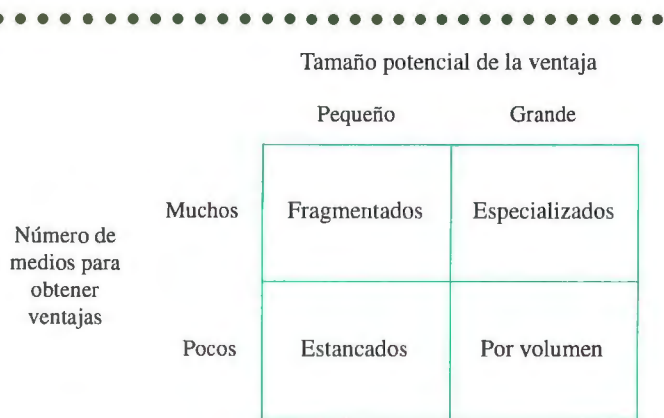 Tamaño potencial de la ventaja
Pequeño Grande
Muchos Fragmentados Especializados
Número de
medios para
obtener
ventajas
Pocos Estancados Por volumen